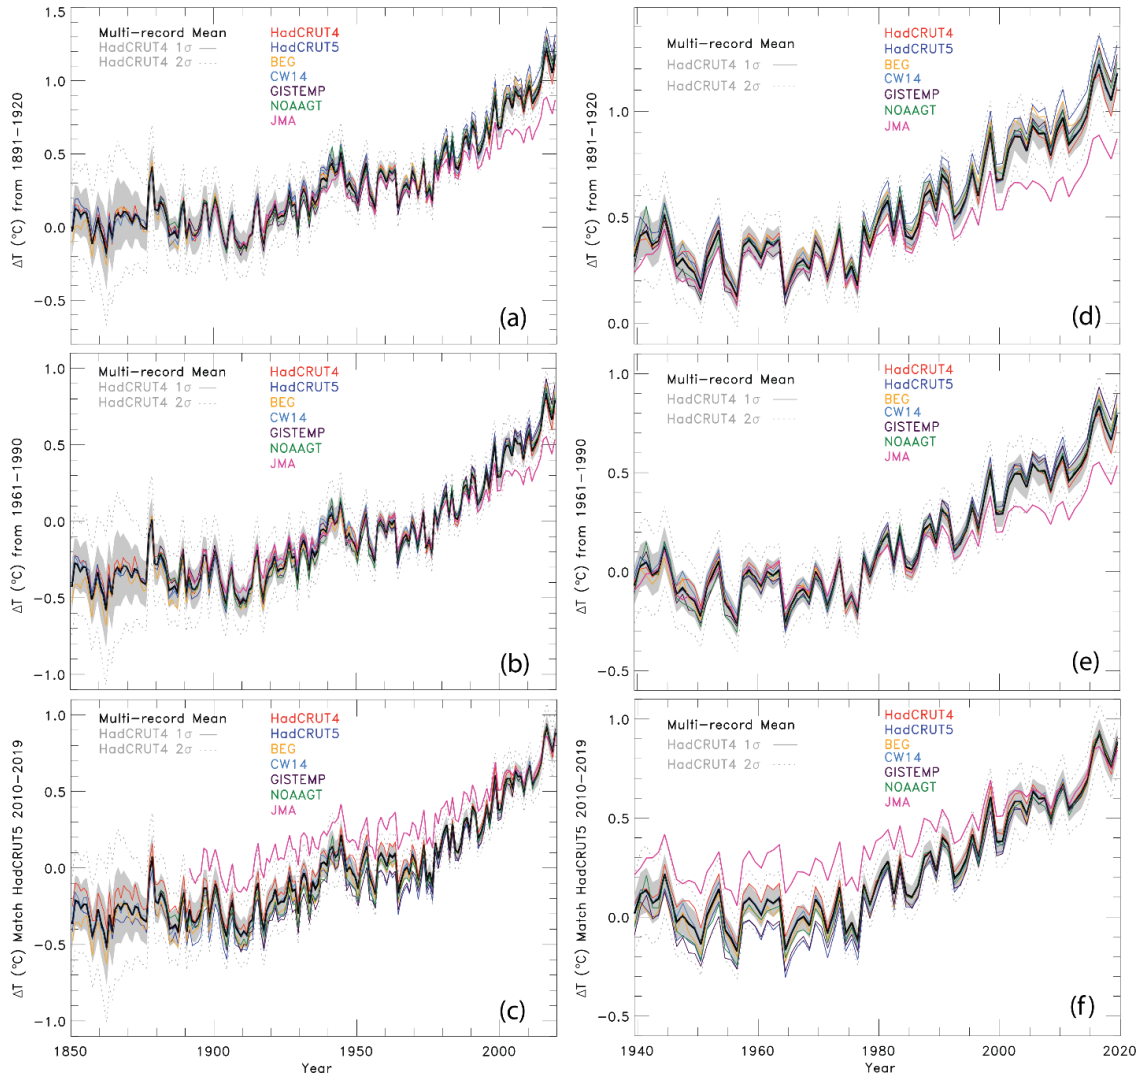 1.5
1.0
0.5
0.0
−0.5
ΔT (°C) from 1891−1920
Multi−record Mean
HadCRUT4 1σ
HadCRUT4 2σ
HadCRUT4
HadCRUT5
BEG
CW14
GISTEMP
NOAAGT
JMA
(a)
1.0
0.5
0.0
ΔT (°C) from 1891−1920
Multi−record Mean
HadCRUT4 1σ
HadCRUT4 2σ
HadCRUT4
HadCRUT5
BEG
CW14
GISTEMP
NOAAGT
JMA
(d)
1.0
0.5
0.0
−0.5
−1.0
ΔT (°C) from 1961−1990
Multi−record Mean
HadCRUT4 1σ
HadCRUT4 2σ
HadCRUT4
HadCRUT5
BEG
CW14
GISTEMP
NOAAGT
JMA
(b)
1.0
0.5
0.0
−0.5
ΔT (°C) from 1961−1990
Multi−record Mean
HadCRUT4 1σ
HadCRUT4 2σ
HadCRUT4
HadCRUT5
BEG
CW14
GISTEMP
NOAAGT
JMA
(e)
1.0
0.5
0.0
−0.5
−1.0
ΔT (°C) Match HadCRUT5 2010−2019
Multi−record Mean
HadCRUT4 1σ
HadCRUT4 2σ
HadCRUT4
HadCRUT5
BEG
CW14
GISTEMP
NOAAGT
JMA
(c)
1850
1900
1950
2000
Year
1.0
0.5
0.0
−0.5
ΔT (°C) Match HadCRUT5 2010−2019
Multi−record Mean
HadCRUT4 1σ
HadCRUT4 2σ
HadCRUT4
HadCRUT5
BEG
CW14
GISTEMP
NOAAGT
JMA
(f)
1940
1960
1980
2000
2020
Year